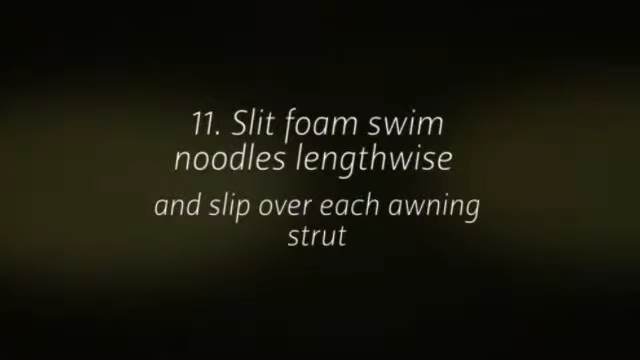 11. Slit foam swim
noodles lengthwise
and slip over each awning
strut